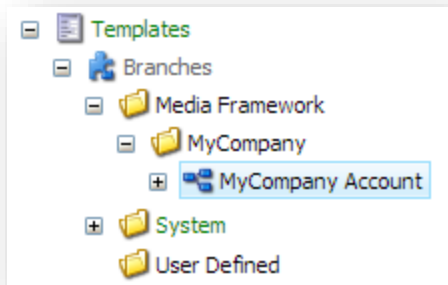 Templates
Branches
Media Framework
MyCompany
MyCompany Account
System
User Defined